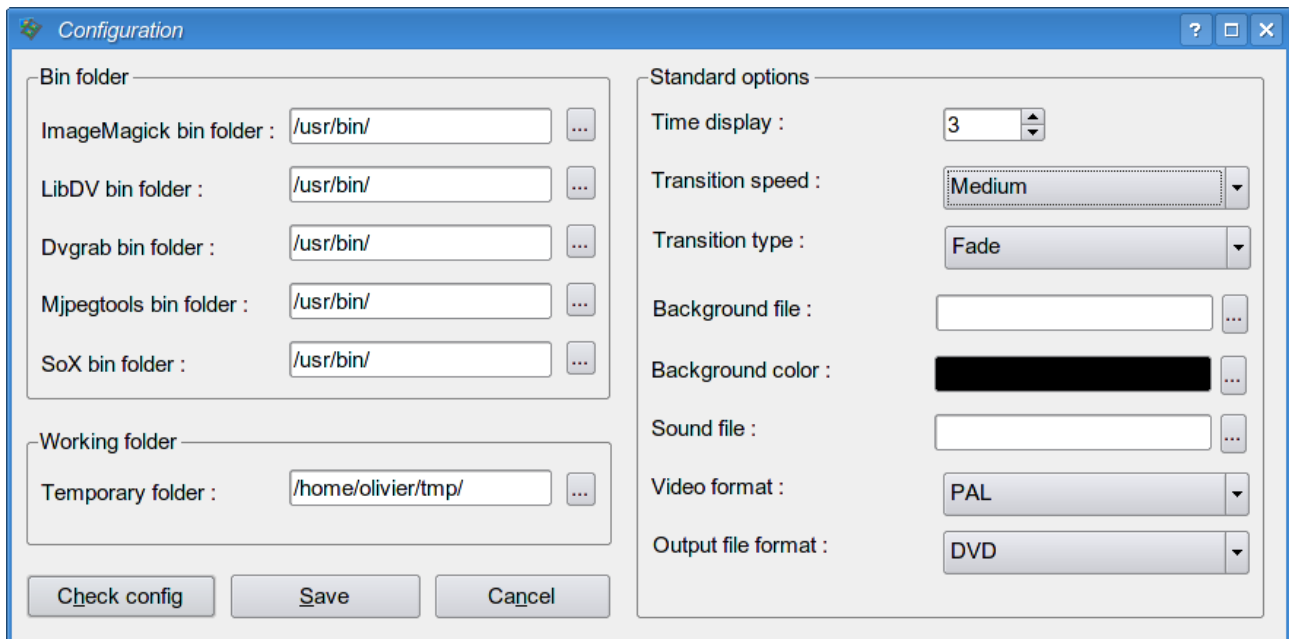 Configuration
Bin folder
ImageMagick bin folder : /usr/bin/ ...
LibDV bin folder : /usr/bin/ ...
Dvgrab bin folder : /usr/bin/ ...
Mjpegtools bin folder : /usr/bin/ ...
SoX bin folder : /usr/bin/ ...
Working folder
Temporary folder : /home/olivier/tmp/ ...
Check config Save Cancel
Standard options
Time display : 3
Transition speed : Medium
Transition type : Fade
Background file : ...
Background color : ...
Sound file : ...
Video format : PAL
Output file format : DVD